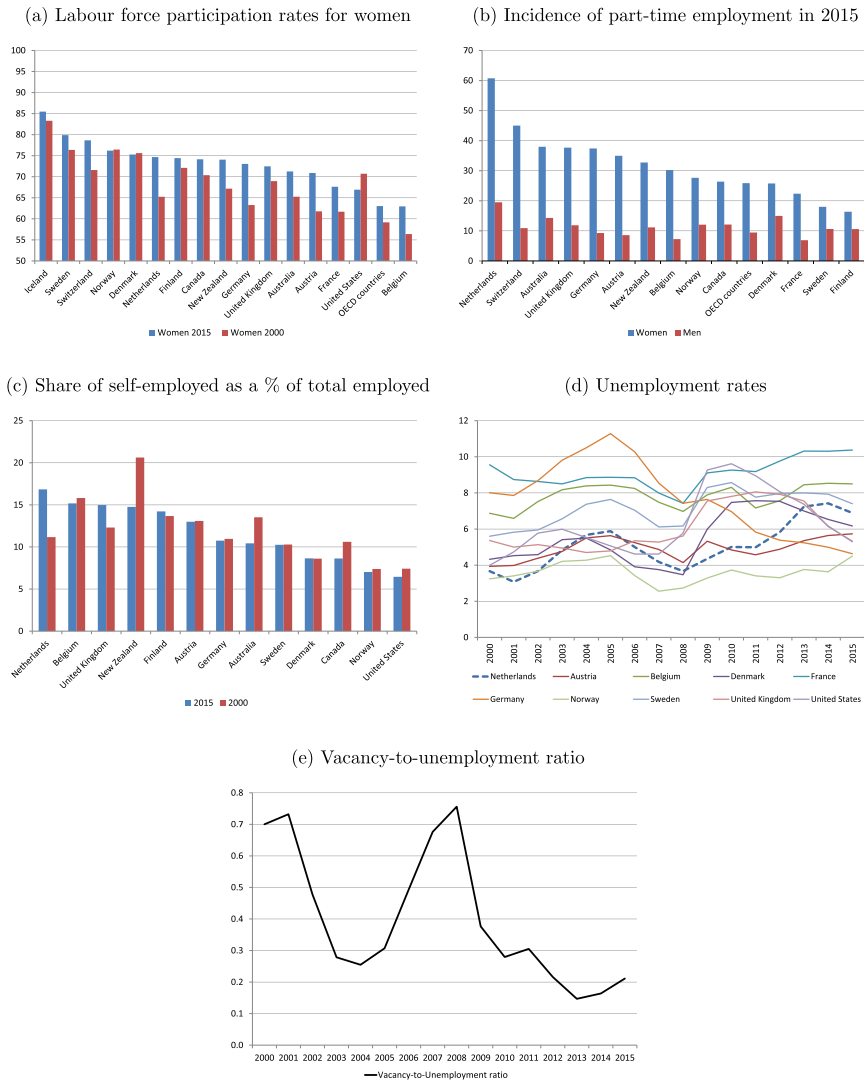 (a) Labour force participation rates for women
100
95
90
85
80
75
70
65
60
55
50
Iceland
Sweden
Switzerland
Norway
Denmark
Netherlands
Finland
Canada
New Zealand
Germany
United Kingdom
Australia
Austria
France
United States
OECD countries
Belgium
Women 2015 Women 2000
(b) Incidence of part-time employment in 2015
70
60
50
40
30
20
10
0
Netherlands
Switzerland
Australia
United Kingdom
Germany
Austria
New Zealand
Belgium
Norway
Canada
OECD countries
Denmark
France
Sweden
Finland
Women Men
(c) Share of self-employed as a % of total employed
25
20
15
10
5
0
Netherlands
Belgium
United Kingdom
New Zealand
Finland
Austria
Germany
Australia
Sweden
Denmark
Canada
Norway
United States
2015 2000
(d) Unemployment rates
12
10
8
6
4
2
0
2000
2001
2002
2003
2004
2005
2006
2007
2008
2009
2010
2011
2012
2013
2014
2015
Netherlands Austria Belgium Denmark France
Germany Norway Sweden United Kingdom United States
(e) Vacancy-to-unemployment ratio
0.8
0.7
0.6
0.5
0.4
0.3
0.2
0.1
0.0
2000 2001 2002 2003 2004 2005 2006 2007 2008 2009 2010 2011 2012 2013 2014 2015
Vacancy-to-Unemployment ratio